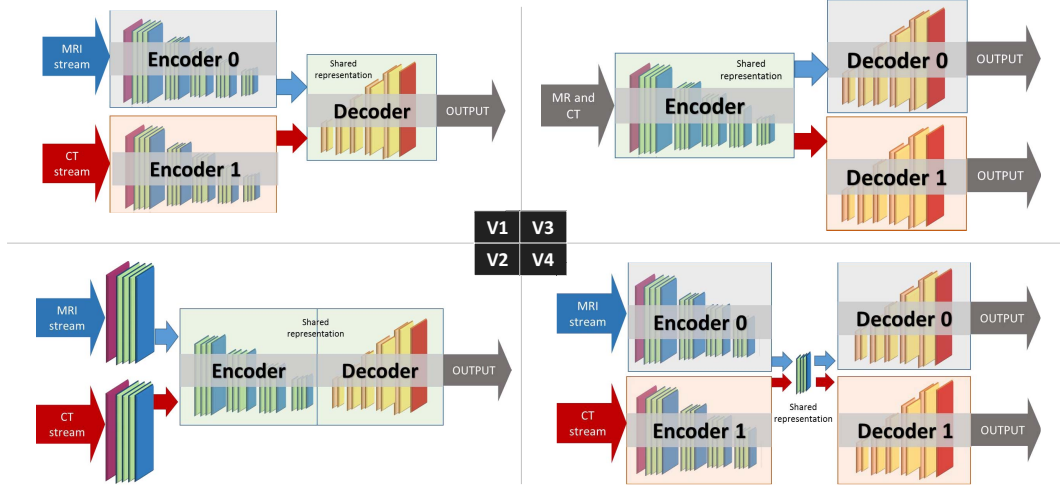 MRI
stream
Encoder 0
Shared
representation
Decoder
OUTPUT
CT
stream
Encoder 1
MR and
CT
Encoder
Shared
representation
Decoder 0
OUTPUT
Decoder 1
OUTPUT
V1
V3
V2
V4
MRI
stream
CT
stream
Shared
representation
Encoder
Decoder
OUTPUT
MRI
stream
Encoder 0
Decoder 0
OUTPUT
Shared
representation
CT
stream
Encoder 1
Decoder 1
OUTPUT